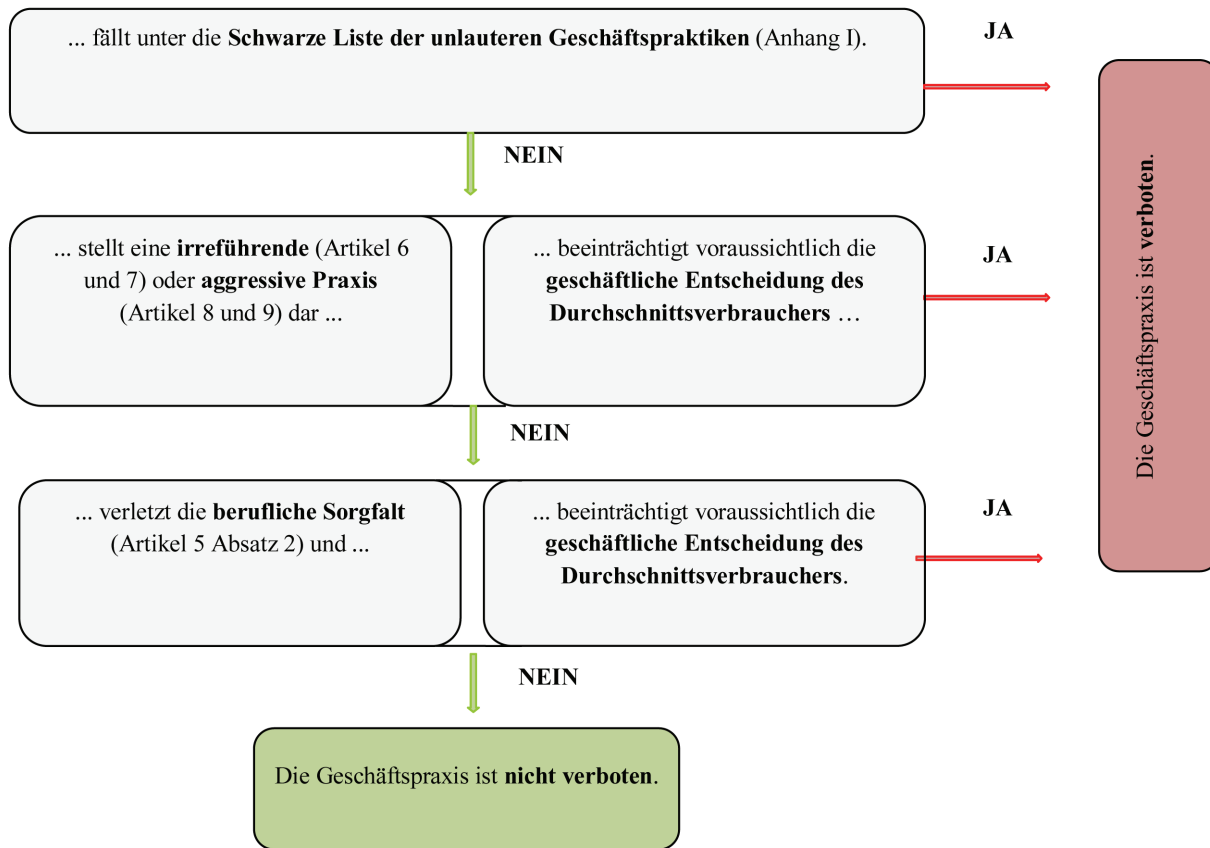 ... fällt unter die Schwarze Liste der unlauteren Geschäftspraktiken (Anhang I).
JA
NEIN
... stellt eine irreführende (Artikel 6
und 7) oder aggressive Praxis
(Artikel 8 und 9) dar ...
... beeinträchtigt voraussichtlich die
geschäftliche Entscheidung des
Durchschnittsverbrauchers …
JA
NEIN
... verletzt die berufliche Sorgfalt
(Artikel 5 Absatz 2) und ...
... beeinträchtigt voraussichtlich die
geschäftliche Entscheidung des
Durchschnittsverbrauchers.
JA
NEIN
Die Geschäftspraxis ist nicht verboten.
Die Geschäftspraxis ist verboten.